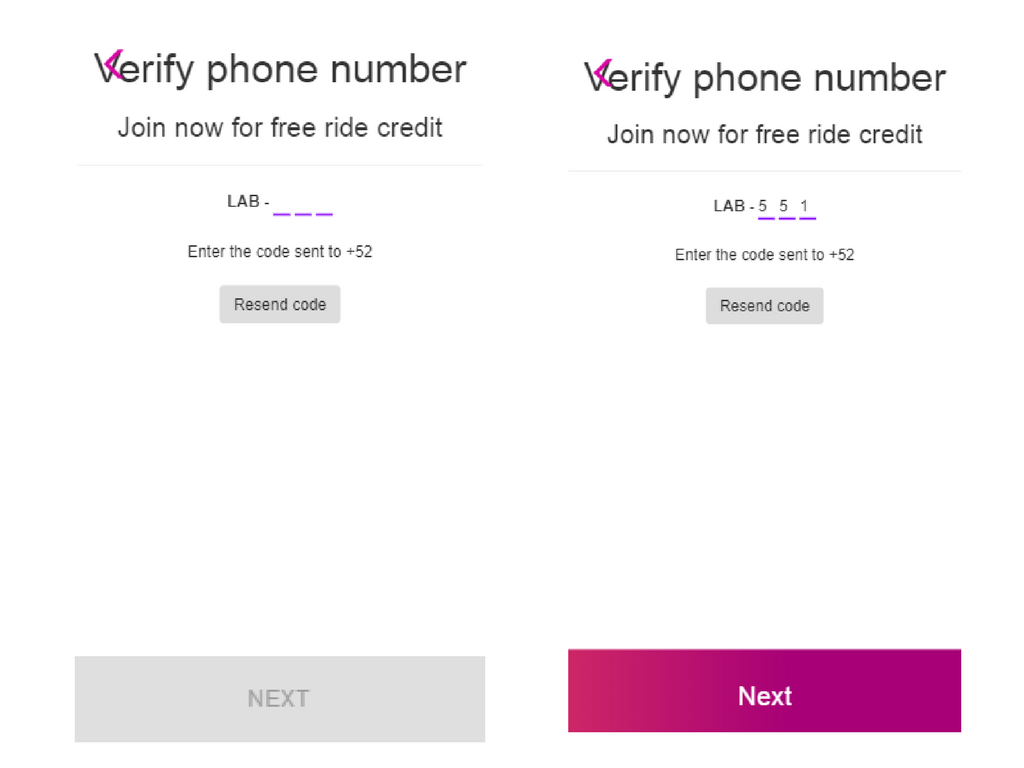 Verify phone number
Join now for free ride credit
LAB - _ _ _
Enter the code sent to +52
Resend code
NEXT
Verify phone number
Join now for free ride credit
LAB - 5 5 1
Enter the code sent to +52
Resend code
Next